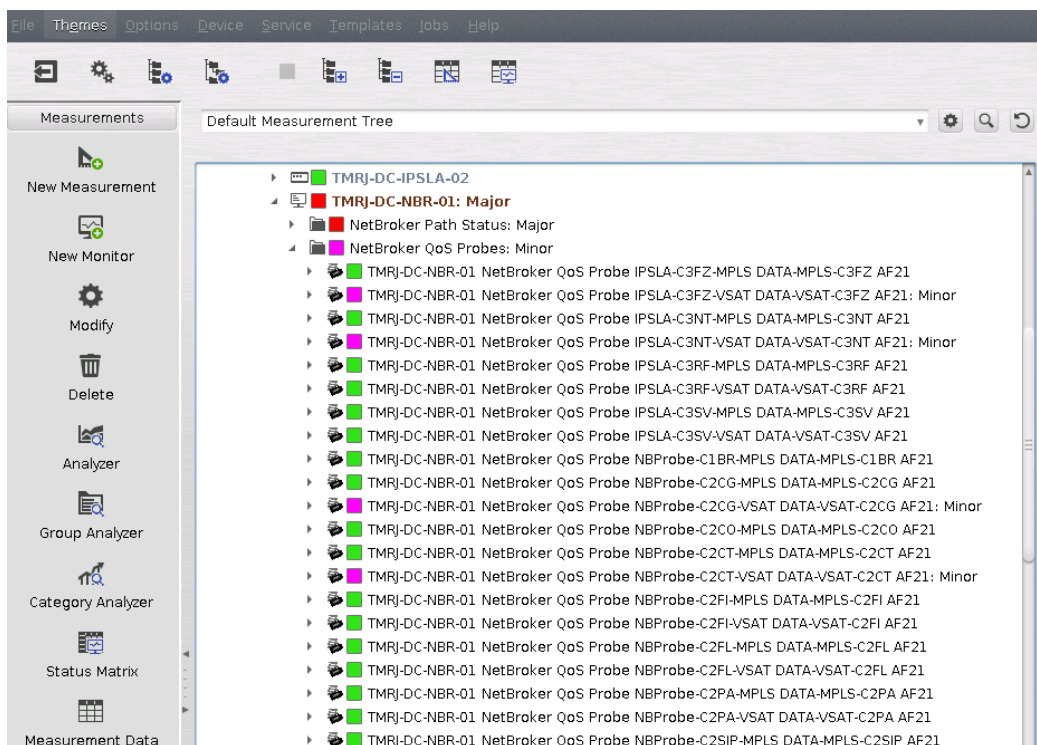 File Themes Options Device Service Templates Jobs Help
Measurements
Default Measurement Tree
New Measurement
New Monitor
Modify
Delete
Analyzer
Group Analyzer
Category Analyzer
Status Matrix
Measurement Data
TMRJ-DC-IPSLA-02
TMRJ-DC-NBR-01: Major
NetBroker Path Status: Major
NetBroker QoS Probes: Minor
TMRJ-DC-NBR-01 NetBroker QoS Probe IPSLA-C3FZ-MPLS DATA-MPLS-C3FZ AF21
TMRJ-DC-NBR-01 NetBroker QoS Probe IPSLA-C3FZ-VSAT DATA-VSAT-C3FZ AF21: Minor
TMRJ-DC-NBR-01 NetBroker QoS Probe IPSLA-C3NT-MPLS DATA-MPLS-C3NT AF21
TMRJ-DC-NBR-01 NetBroker QoS Probe IPSLA-C3NT-VSAT DATA-VSAT-C3NT AF21: Minor
TMRJ-DC-NBR-01 NetBroker QoS Probe IPSLA-C3RF-MPLS DATA-MPLS-C3RF AF21
TMRJ-DC-NBR-01 NetBroker QoS Probe IPSLA-C3RF-VSAT DATA-VSAT-C3RF AF21
TMRJ-DC-NBR-01 NetBroker QoS Probe IPSLA-C3SV-MPLS DATA-MPLS-C3SV AF21
TMRJ-DC-NBR-01 NetBroker QoS Probe IPSLA-C3SV-VSAT DATA-VSAT-C3SV AF21
TMRJ-DC-NBR-01 NetBroker QoS Probe NBProbe-C1BR-MPLS DATA-MPLS-C1BR AF21
TMRJ-DC-NBR-01 NetBroker QoS Probe NBProbe-C2CG-MPLS DATA-MPLS-C2CG AF21
TMRJ-DC-NBR-01 NetBroker QoS Probe NBProbe-C2CG-VSAT DATA-VSAT-C2CG AF21: Minor
TMRJ-DC-NBR-01 NetBroker QoS Probe NBProbe-C2CO-MPLS DATA-MPLS-C2CO AF21
TMRJ-DC-NBR-01 NetBroker QoS Probe NBProbe-C2CT-MPLS DATA-MPLS-C2CT AF21
TMRJ-DC-NBR-01 NetBroker QoS Probe NBProbe-C2CT-VSAT DATA-VSAT-C2CT AF21: Minor
TMRJ-DC-NBR-01 NetBroker QoS Probe NBProbe-C2FI-MPLS DATA-MPLS-C2FI AF21
TMRJ-DC-NBR-01 NetBroker QoS Probe NBProbe-C2FI-VSAT DATA-VSAT-C2FI AF21
TMRJ-DC-NBR-01 NetBroker QoS Probe NBProbe-C2FL-MPLS DATA-MPLS-C2FL AF21
TMRJ-DC-NBR-01 NetBroker QoS Probe NBProbe-C2FL-VSAT DATA-VSAT-C2FL AF21
TMRJ-DC-NBR-01 NetBroker QoS Probe NBProbe-C2PA-MPLS DATA-MPLS-C2PA AF21
TMRJ-DC-NBR-01 NetBroker QoS Probe NBProbe-C2PA-VSAT DATA-VSAT-C2PA AF21
TMRJ-DC-NBR-01 NetBroker QoS Probe NBProbe-C2SIP-MPLS DATA-MPLS-C2SIP AF21